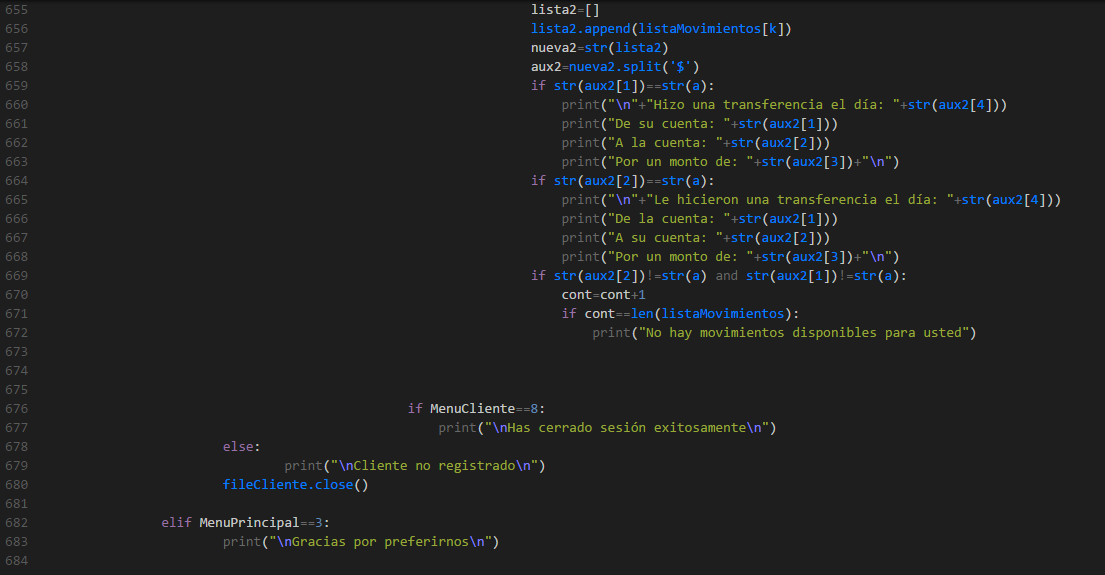 655 lista2=[]
656 lista2.append(listaMovimientos[k])
657 nueva2=str(lista2)
658 aux2=nueva2.split('$')
659 if str(aux2[1])==str(a):
660 print("\n"+"Hizo una transferencia el día: "+str(aux2[4]))
661 print("De su cuenta: "+str(aux2[1]))
662 print("A la cuenta: "+str(aux2[2]))
663 print("Por un monto de: "+str(aux2[3])+"\n")
664 if str(aux2[2])==str(a):
665 print("\n"+"Le hicieron una transferencia el día: "+str(aux2[4]))
666 print("De la cuenta: "+str(aux2[1]))
667 print("A su cuenta: "+str(aux2[2]))
668 print("Por un monto de: "+str(aux2[3])+"\n")
669 if str(aux2[2])!=str(a) and str(aux2[1])!=str(a):
670 cont=cont+1
671 if cont==len(listaMovimientos):
672 print("No hay movimientos disponibles para usted")
673
674
675
676 if MenuCliente==8:
677 print("\nHas cerrado sesión exitosamente\n")
678 else:
679 print("\nCliente no registrado\n")
680 fileCliente.close()
681
682 elif MenuPrincipal==3:
683 print("\nGracias por preferirnos\n")
684